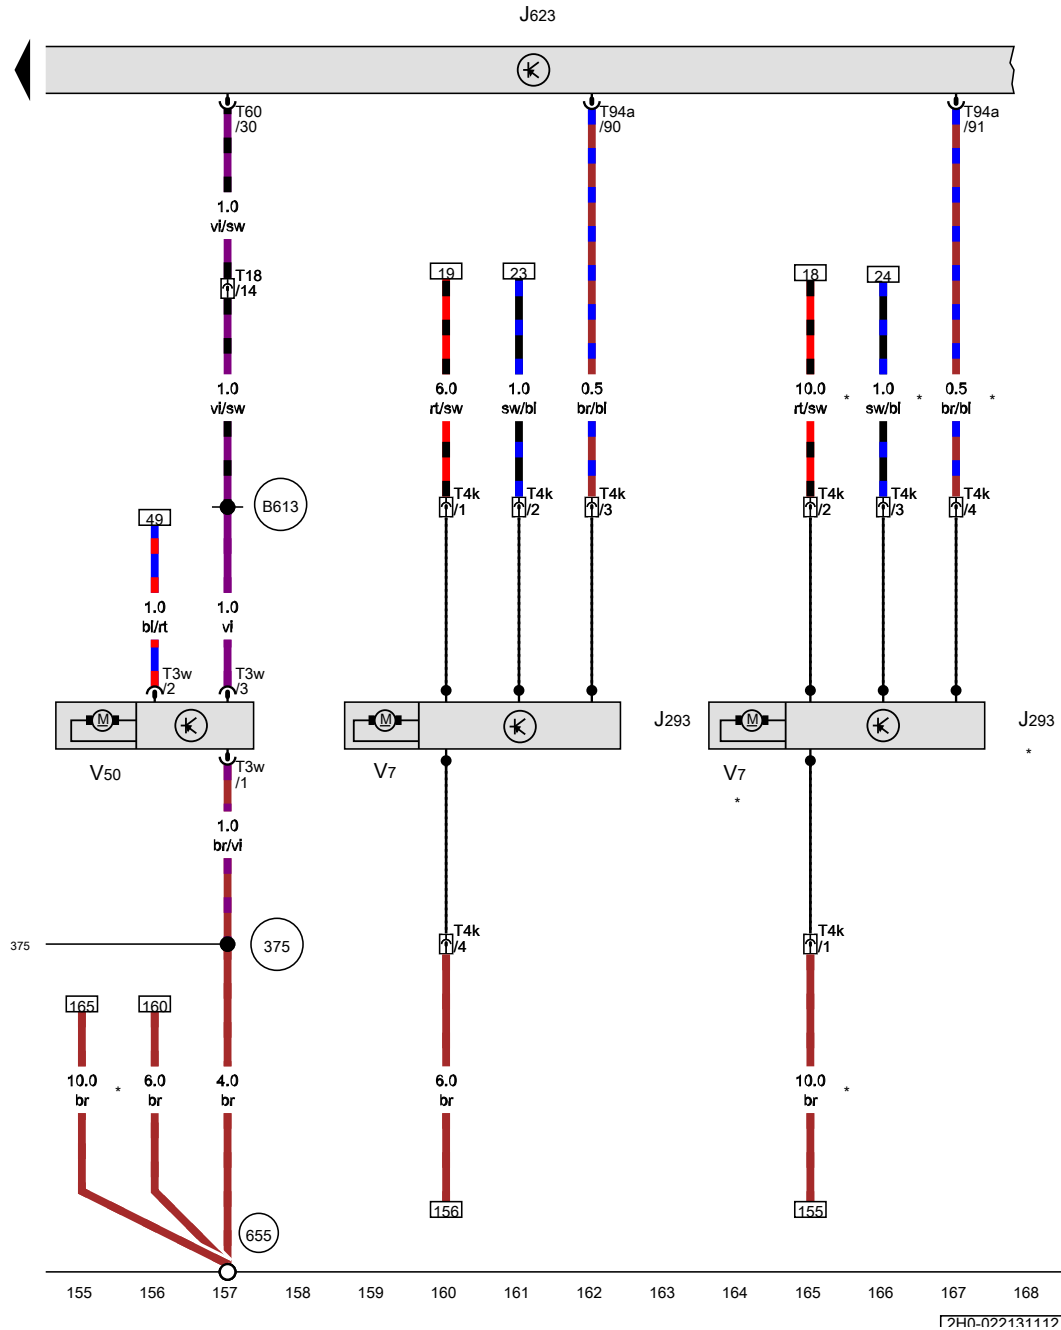 J623
T60
/30
T94a
/90
T94a
/91
1.0
vi/sw
T18
/14
19
23
18
24
1.0
vi/sw
6.0
rt/sw
1.0
sw/bl
0.5
br/bl
10.0
rt/sw
*
1.0
sw/bl
*
0.5
br/bl
*
B613
T4k
/1
T4k
/2
T4k
/3
T4k
/2
T4k
/3
T4k
/4
49
1.0
bl/rt
1.0
vi
T3w
/2
T3w
/3
M
M
M
J293
J293
*
V50
T3w
/1
V7
V7
*
1.0
br/vi
375
375
T4k
/4
T4k
/1
165
160
10.0
br
*
6.0
br
4.0
br
6.0
br
10.0
br
*
156
155
655
155 156 157 158 159 160 161 162 163 164 165 166 167 168
2H0-022131112